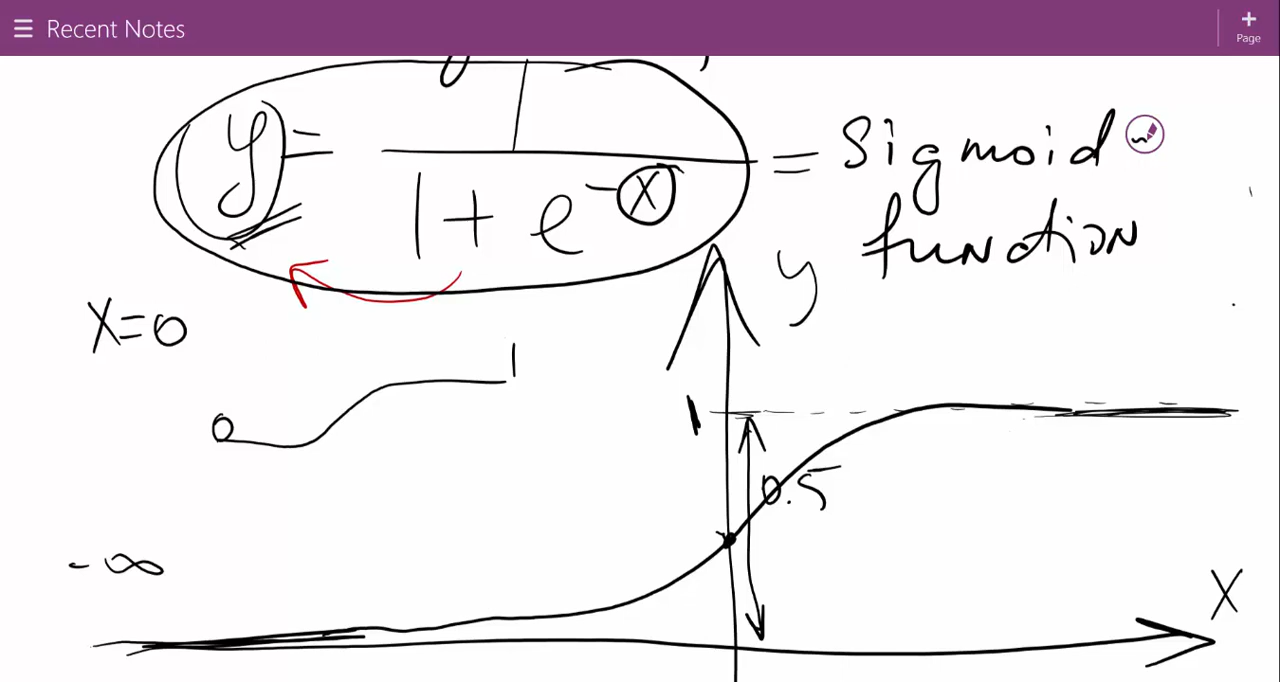 Recent Notes
Page
y = 1 / 1 + e^-x = Sigmoid
function
y
X=0
1
0
1
0.5
- ∞
X